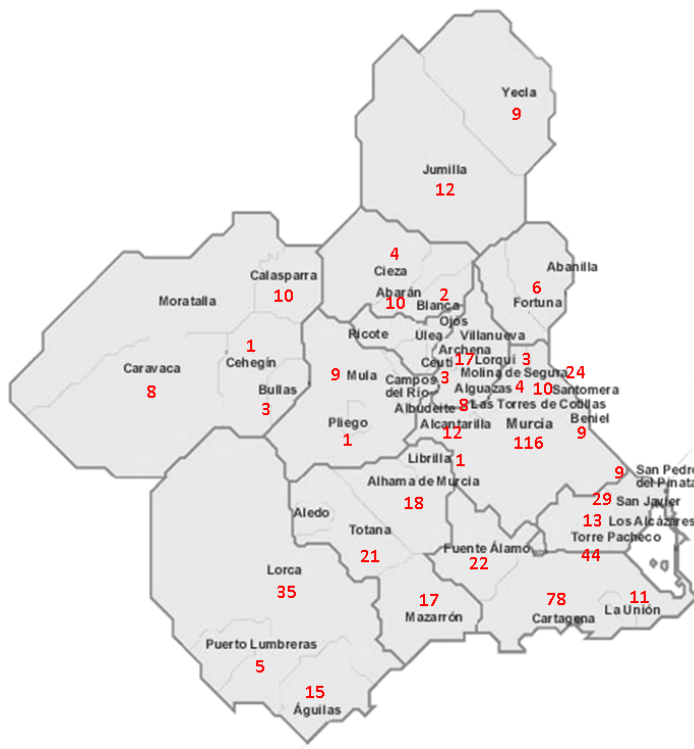 Yecla
9
Jumilla
12
4
Cieza
Abanilla
Calasparra
10
6
Fortuna
Abarán
10
2
Blanca
Moratalla
Ojós
Ricote
Ulea
Villanueva
1
Cehegín
Archena
17
Lorquí
3
Ceutí
Caravaca
8
9
Mula
Molina de Segura
24
Campos
del Río
3
Alguazas
4
10
Santomera
Bullas
3
Albudeite
Las Torres de Cotillas
Pliego
1
Alcantarilla
12
Murcia
116
Beniel
9
Librilla
1
9
San Pedro
del Pinata
Alhama de Murcia
18
29
San Javier
Aledo
13
Los Alcázares
Totana
21
Torre Pacheco
44
Fuente Álamo
22
Lorca
35
17
Mazarrón
78
Cartagena
11
La Unión
Puerto Lumbreras
5
15
Águilas